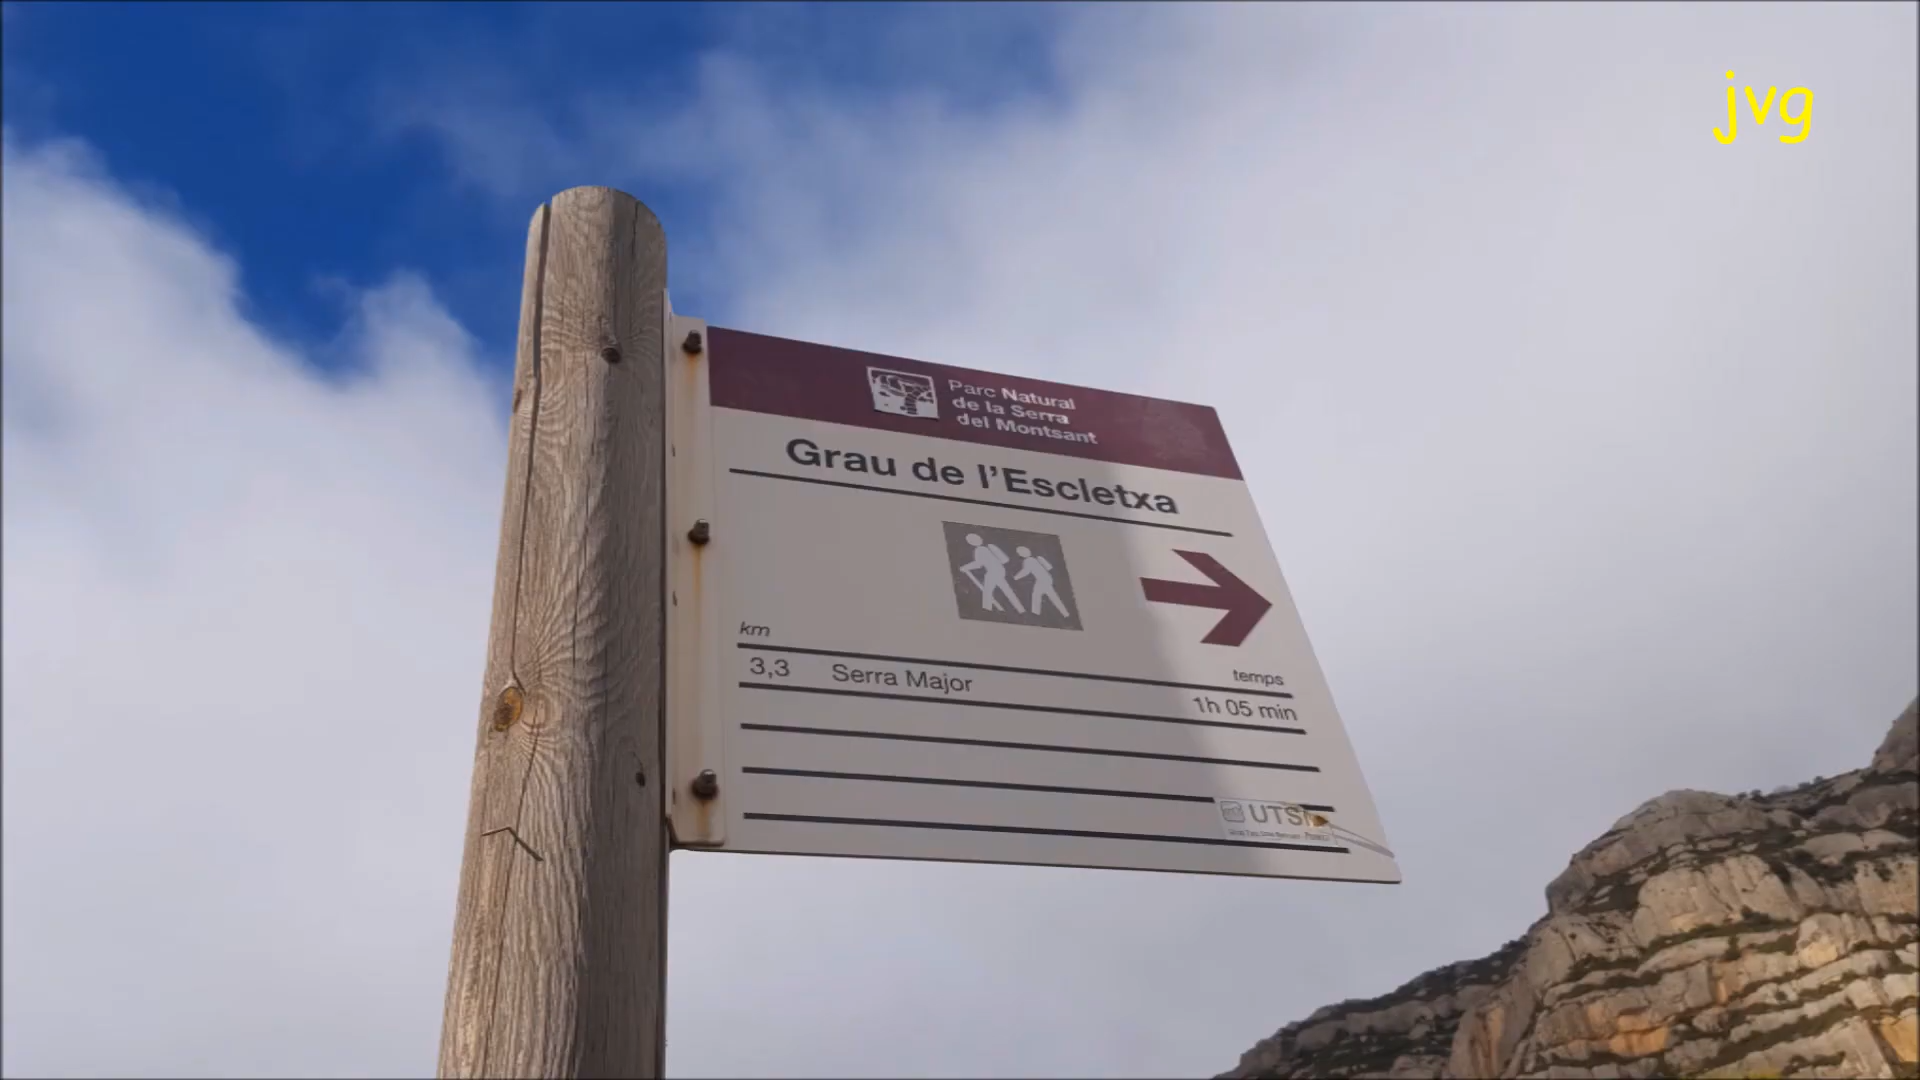 jvg
Parc Natural
de la Serra
del Montsant
Grau de l'Escletxa
km
temps
3,3 Serra Major 1h 05 min
UTSM